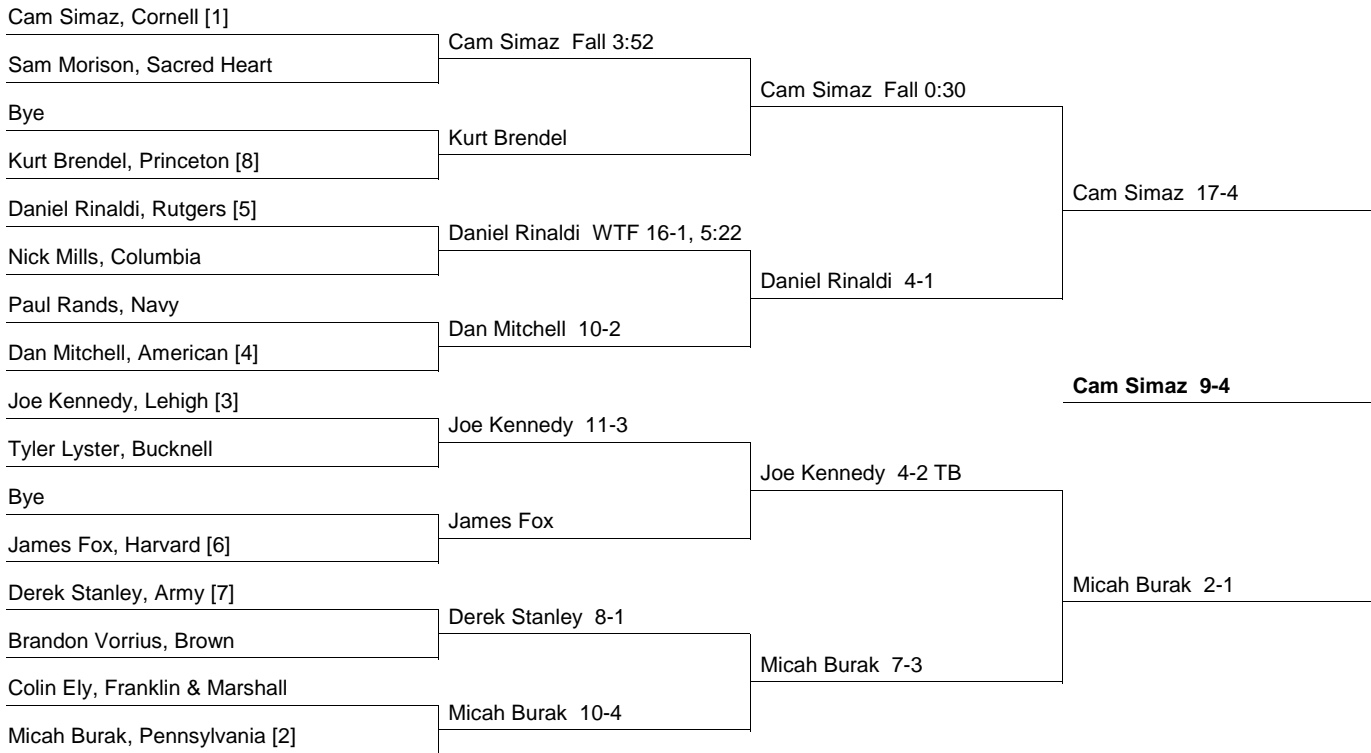 Cam Simaz, Cornell [1]
Sam Morison, Sacred Heart
Bye
Kurt Brendel, Princeton [8]
Daniel Rinaldi, Rutgers [5]
Nick Mills, Columbia
Paul Rands, Navy
Dan Mitchell, American [4]
Joe Kennedy, Lehigh [3]
Tyler Lyster, Bucknell
Bye
James Fox, Harvard [6]
Derek Stanley, Army [7]
Brandon Vorrius, Brown
Colin Ely, Franklin & Marshall
Micah Burak, Pennsylvania [2]
Cam Simaz Fall 3:52
Kurt Brendel
Daniel Rinaldi WTF 16-1, 5:22
Dan Mitchell 10-2
Joe Kennedy 11-3
James Fox
Derek Stanley 8-1
Micah Burak 10-4
Cam Simaz Fall 0:30
Daniel Rinaldi 4-1
Joe Kennedy 4-2 TB
Micah Burak 7-3
Cam Simaz 17-4
Cam Simaz 9-4
Micah Burak 2-1